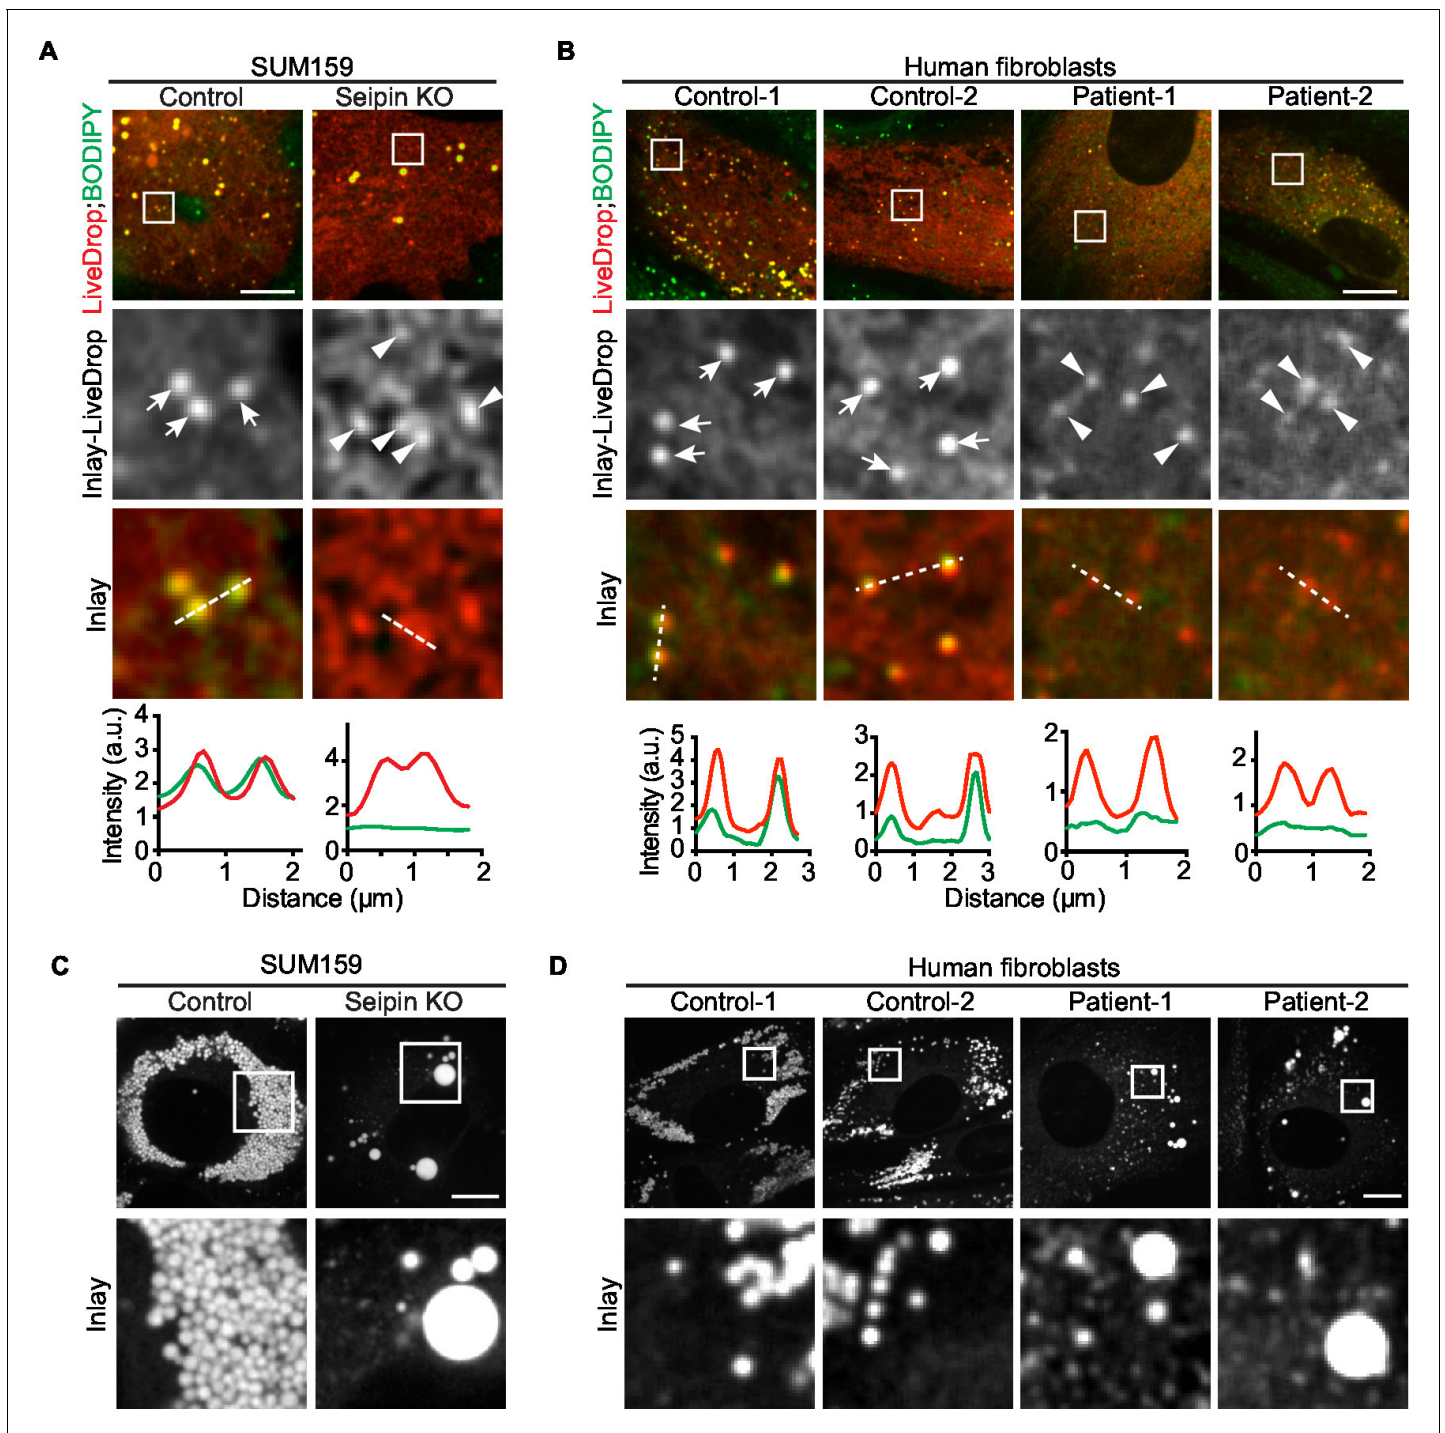 A
SUM159
Control
Seipin KO
LiveDrop;BODIPY
Inlay-LiveDrop
Inlay
Intensity (a.u.)
4
3
2
1
0
4
2
0
0
1
2
0
1
2
Distance (µm)
B
Human fibroblasts
Control-1
Control-2
Patient-1
Patient-2
LiveDrop;BODIPY
Inlay-LiveDrop
Inlay
Intensity (a.u.)
5
4
3
2
1
0
3
2
1
0
2
1
0
2
1
0
0
1
2
3
0
1
2
3
0
1
2
0
1
2
Distance (µm)
C
SUM159
Control
Seipin KO
Inlay
D
Human fibroblasts
Control-1
Control-2
Patient-1
Patient-2
Inlay